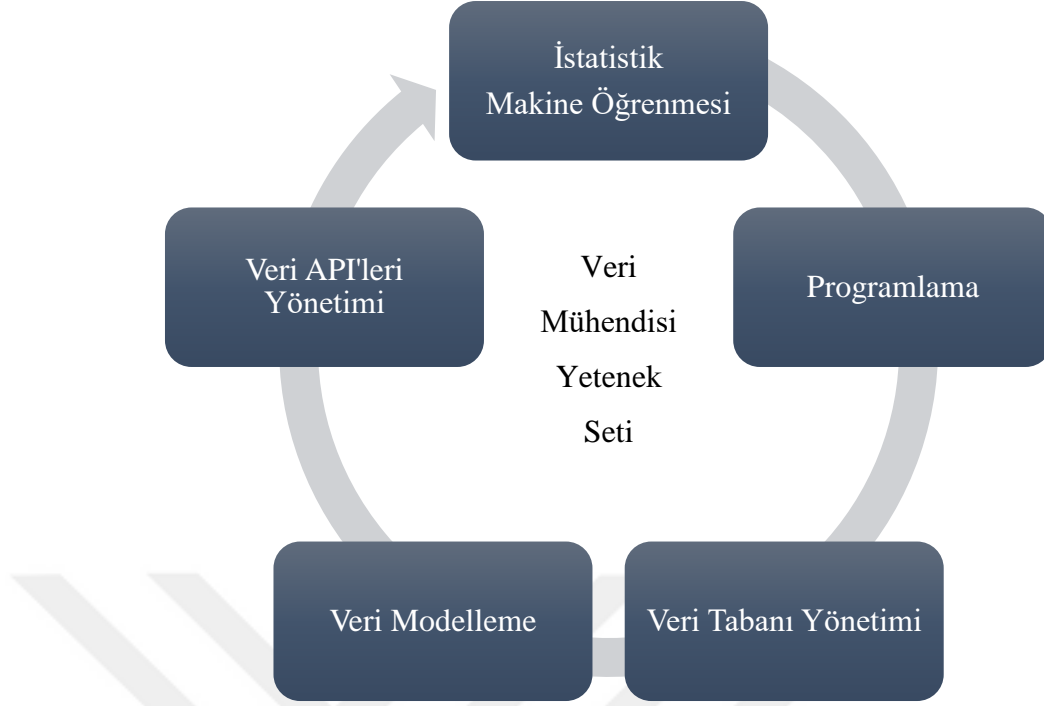 İstatistik
Makine Öğrenmesi
Programlama
Veri Tabanı Yönetimi
Veri Modelleme
Veri API'leri
Yönetimi
Veri
Mühendisi
Yetenek
Seti